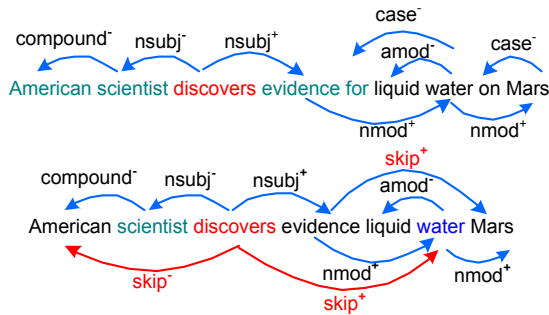 case⁻
compound⁻ nsubj⁻ nsubj⁺ amod⁻ case⁻
American scientist discovers evidence for liquid water on Mars
nmod⁺ nmod⁺
skip⁺
compound⁻ nsubj⁻ nsubj⁺ amod⁻
American scientist discovers evidence liquid water Mars
skip⁻ nmod⁺ nmod⁺
skip⁺